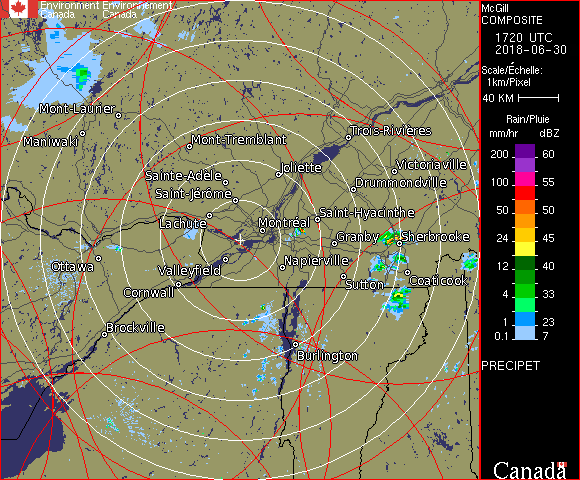 Environment Environnement
Canada Canada
McGill
COMPOSITE
1720 UTC
2018-06-30
Scale/Échelle:
1km/Pixel
40 KM
Rain/Pluie
mm/hr dBZ
200 60
100 55
50 50
24 45
12 40
4 33
1 23
0.1 7
PRECIPET
Canada
Mont-Laurier
Maniwaki
Mont-Tremblant
Trois-Rivières
Sainte-Adèle
Joliette
Victoriaville
Saint-Jérôme
Drummondville
Lachute
Montréal
Saint-Hyacinthe
Granby
Sherbrooke
Ottawa
Valleyfield
Napierville
Cornwall
Sutton
Coaticook
Brockville
Burlington